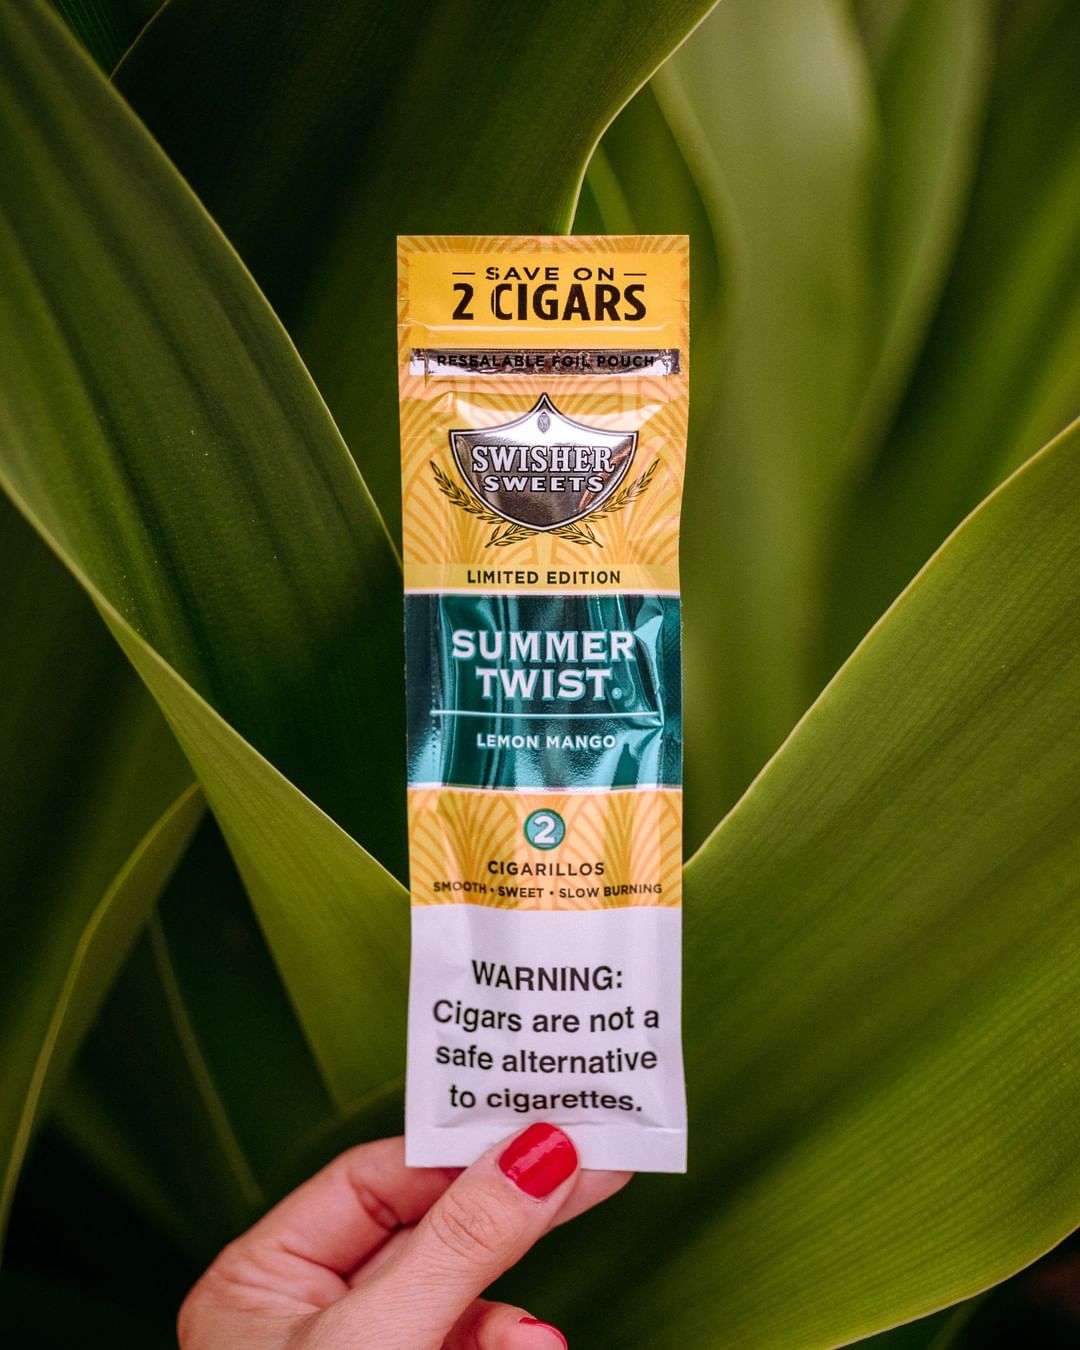 SAVE ON
2 CIGARS
RESEALABLE FOIL POUCH
SWISHER
SWEETS
LIMITED EDITION
SUMMER
TWIST®
LEMON MANGO
2
CIGARILLOS
SMOOTH • SWEET • SLOW BURNING
WARNING:
Cigars are not a
safe alternative
to cigarettes.